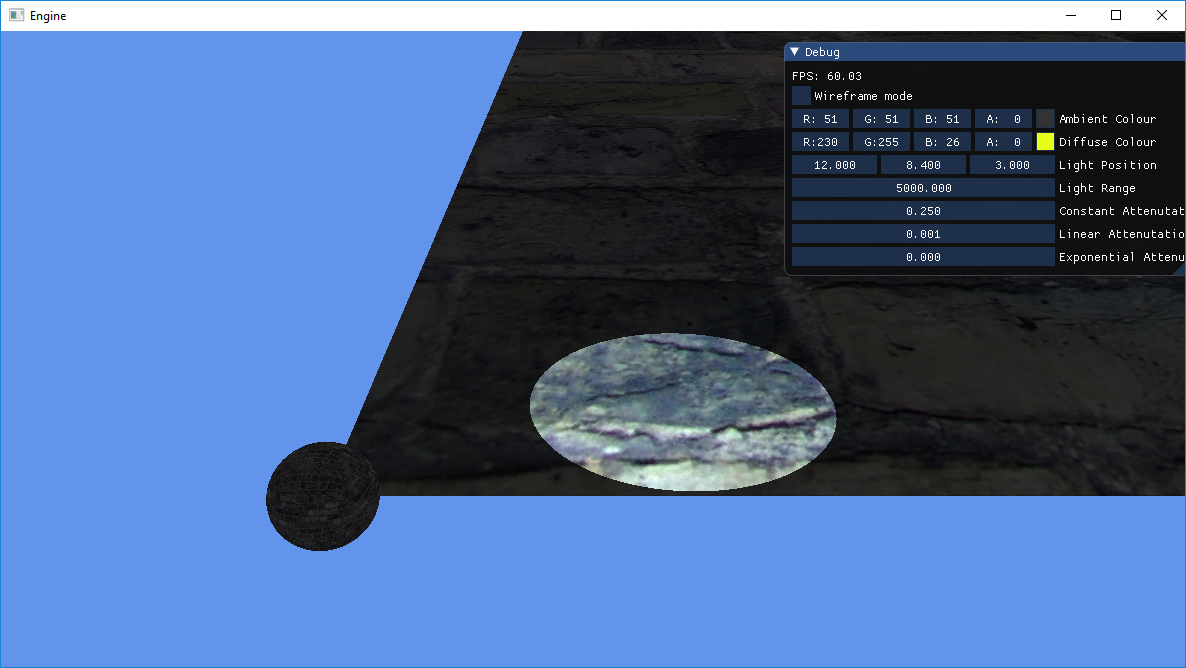 Engine
Debug
FPS: 60.03
Wireframe mode
R: 51 G: 51 B: 51 A: 0 Ambient Colour
R:230 G:255 B: 26 A: 0 Diffuse Colour
12.000 8.400 3.000 Light Position
5000.000 Light Range
0.250 Constant Attenutat
0.001 Linear Attenutatio
0.000 Exponential Attenu